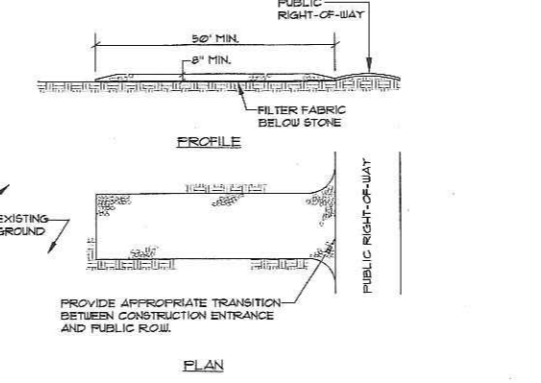 PUBLIC
RIGHT-OF-WAY
50' MIN.
8" MIN.
FILTER FABRIC
BELOW STONE
PROFILE
EXISTING
GROUND
PUBLIC RIGHT-OF-WAY
PROVIDE APPROPRIATE TRANSITION
BETWEEN CONSTRUCTION ENTRANCE
AND PUBLIC R.O.W.
PLAN